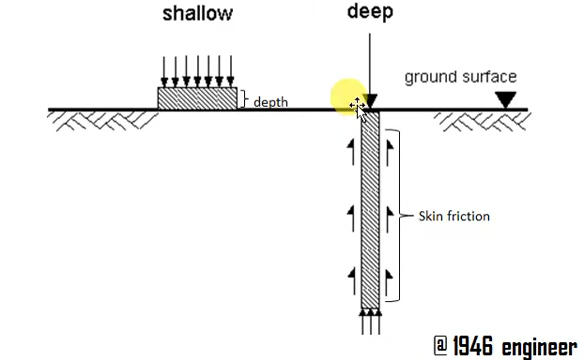 shallow
deep
ground surface
depth
Skin friction
@ 1946 engineer